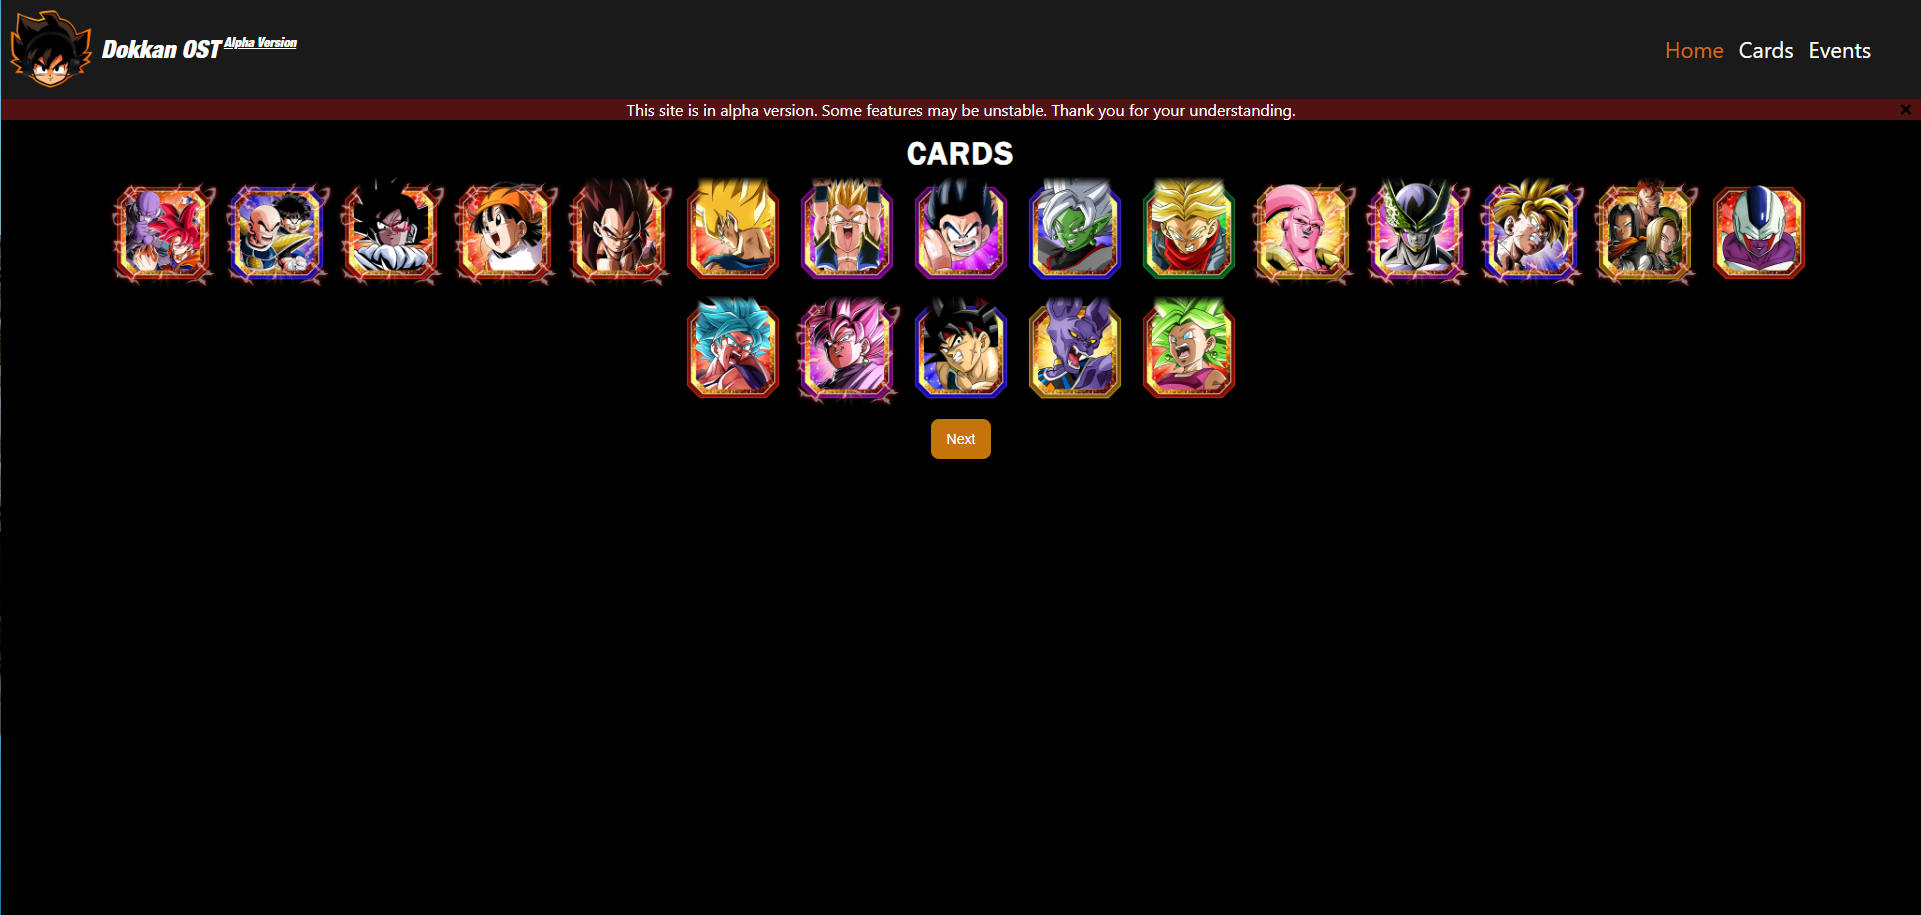 Dokkan OST Alpha Version
Home Cards Events
This site is in alpha version. Some features may be unstable. Thank you for your understanding.
CARDS
Next